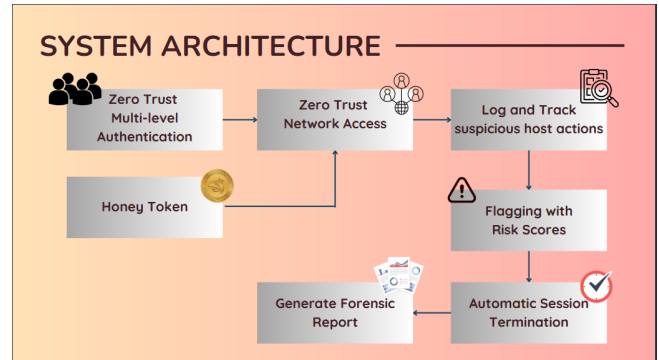 SYSTEM ARCHITECTURE
Zero Trust
Multi-level
Authentication
Zero Trust
Network Access
Log and Track
suspicious host actions
Honey Token
Flagging with
Risk Scores
Generate Forensic
Report
Automatic Session
Termination